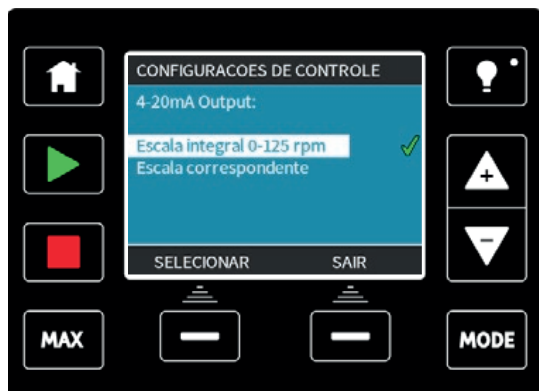 CONFIGURACOES DE CONTROLE
4-20mA Output:
Escala integral 0-125 rpm
Escala correspondente
SELECIONAR SAIR
MAX
MODE